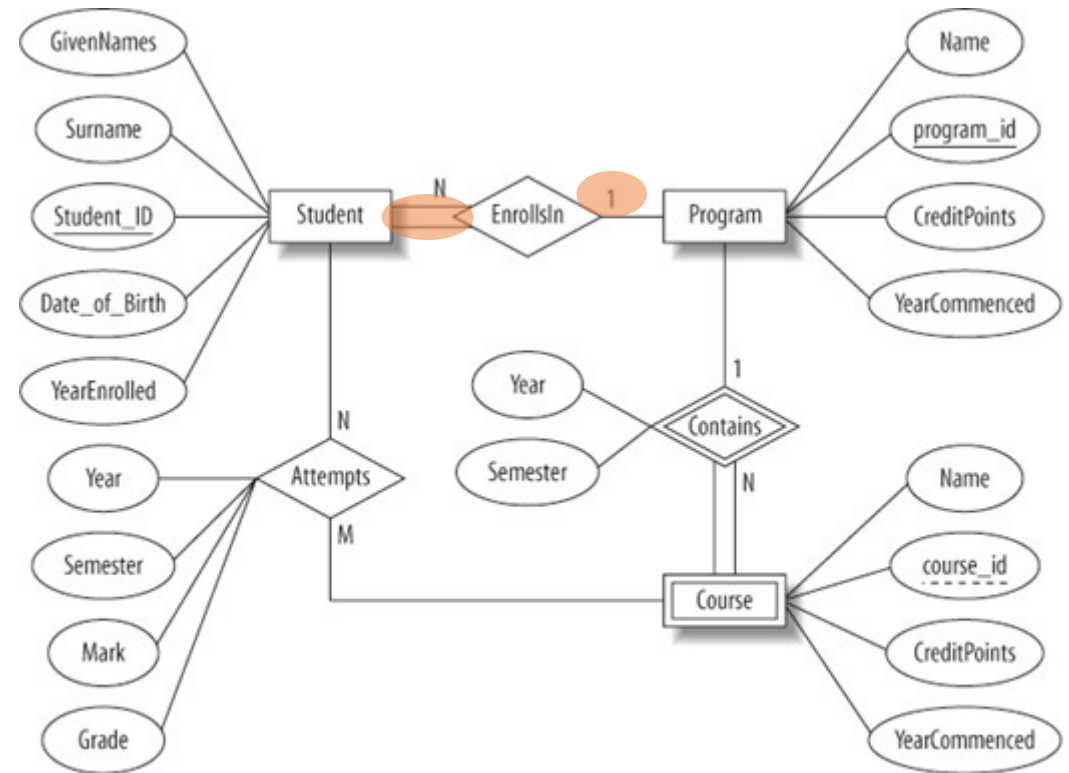 GivenNames
Name
Surname
program_id
N
1
Student_ID
Student
EnrollsIn
Program
CreditPoints
Date_of_Birth
YearCommenced
YearEnrolled
Year
1
N
Contains
Year
Attempts
Semester
N
Name
M
Semester
course_id
Course
Mark
CreditPoints
Grade
YearCommenced